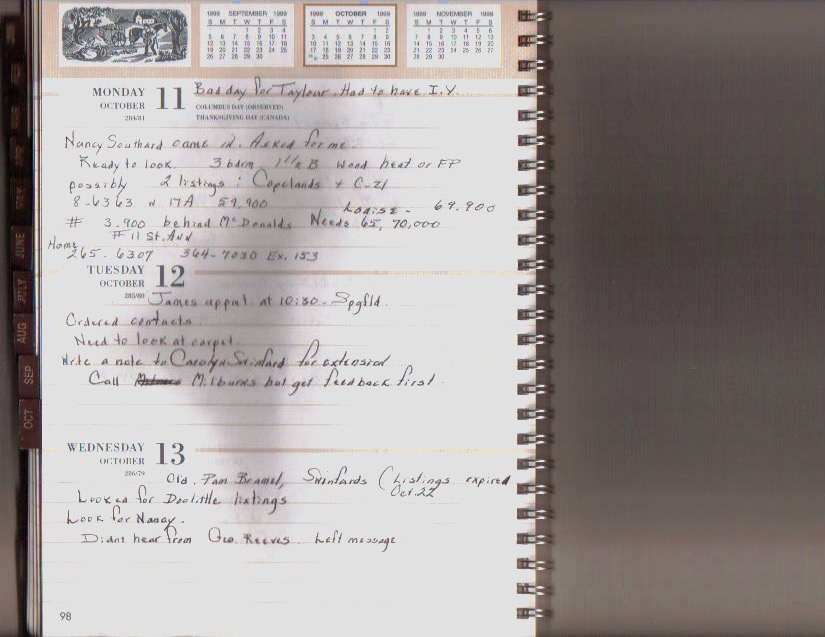 1999 SEPTEMBER 1999
S M T W T F S
1 2 3 4
5 6 7 8 9 10 11
12 13 14 15 16 17 18
19 20 21 22 23 24 25
26 27 28 29 30
1999 OCTOBER 1999
S M T W T F S
1 2
3 4 5 6 7 8 9
10 11 12 13 14 15 16
17 18 19 20 21 22 23
24 25 26 27 28 29 30
1999 NOVEMBER 1999
S M T W T F S
1 2 3 4 5 6
7 8 9 10 11 12 13
14 15 16 17 18 19 20
21 22 23 24 25 26 27
28 29 30
MONDAY OCTOBER 11 Bad day for Taylour. Had to have I.V.
284/81 COLUMBUS DAY (OBSERVED)
THANKSGIVING DAY (CANADA)
Nancy Southard came in. Asked for me.
Ready to look. 3 bdrm 1 1/2 B Wood heat or FP
possibly 2 listings: Copelands + C-21
8-6363 N 17A 59,900 Louise - 69.900
# 3.900 behind McDonalds Needs 65, 70,000
# 11 St. Ann
Home 265-6307 364-7030 Ex. 153
TUESDAY OCTOBER 12
285/80 James appmt. at 10:30 - Spgfld.
Ordered contacts.
Need to look at carpet.
Write a note to Carolyn Swinfard for extension
Call Milburns but get feedback first.
WEDNESDAY OCTOBER 13
286/79 Old. Pam Bramel, Swinfards (Listings expired
Oct. 22
Looked for Doolittle listings
Look for Nancy.
Didnt hear from Geo. Reeves. Left message
98
MAY
JUNE
JULY
AUG
SEP
OCT